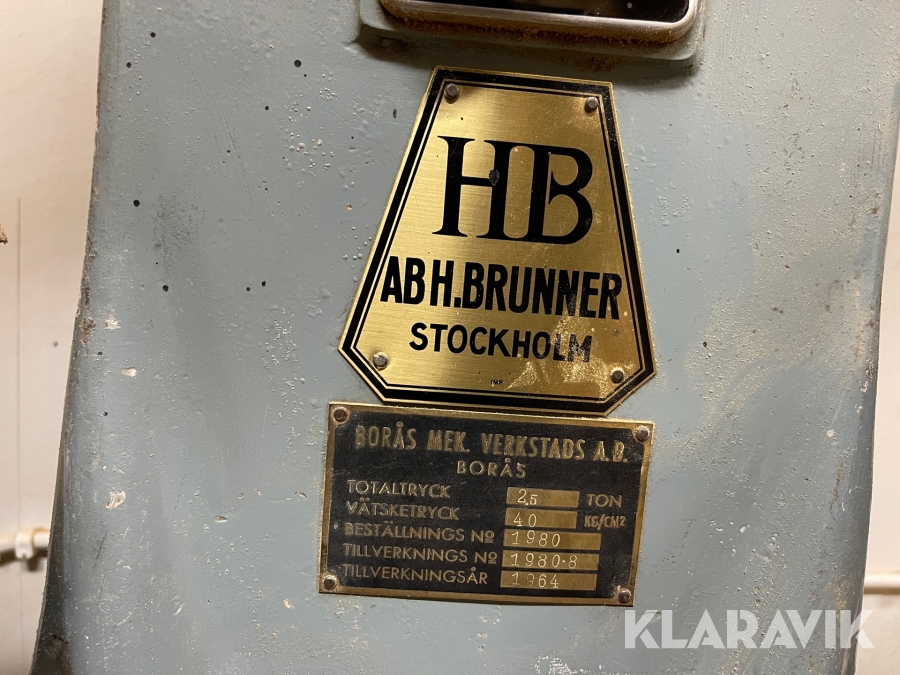 HB
AB H. BRUNNER
STOCKHOLM
IMP.
BORÅS MEK. VERKSTADS A.B.
BORÅS
TOTALTRYCK 2,5 TON
VÄTSKETRYCK 40 KG/CM²
BESTÄLLNINGS Nº 1980
TILLVERKNINGS Nº 1980-8
TILLVERKNINGSÅR 1964
KLARAVIK